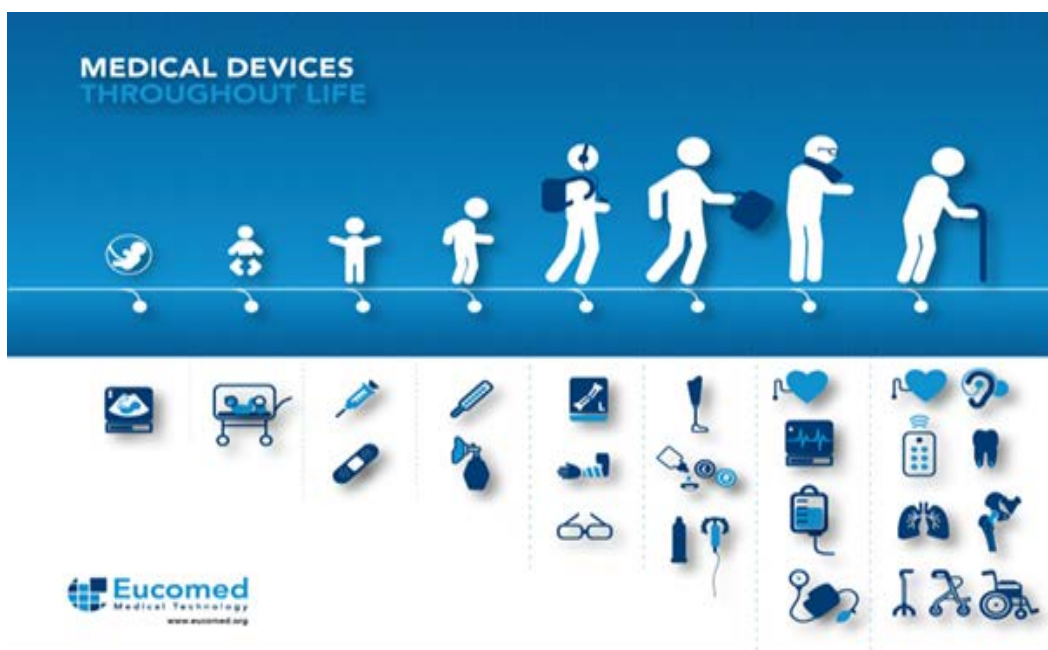 MEDICAL DEVICES
THROUGHOUT LIFE
L
Eucomed
Medical Technology
www.eucomed.org